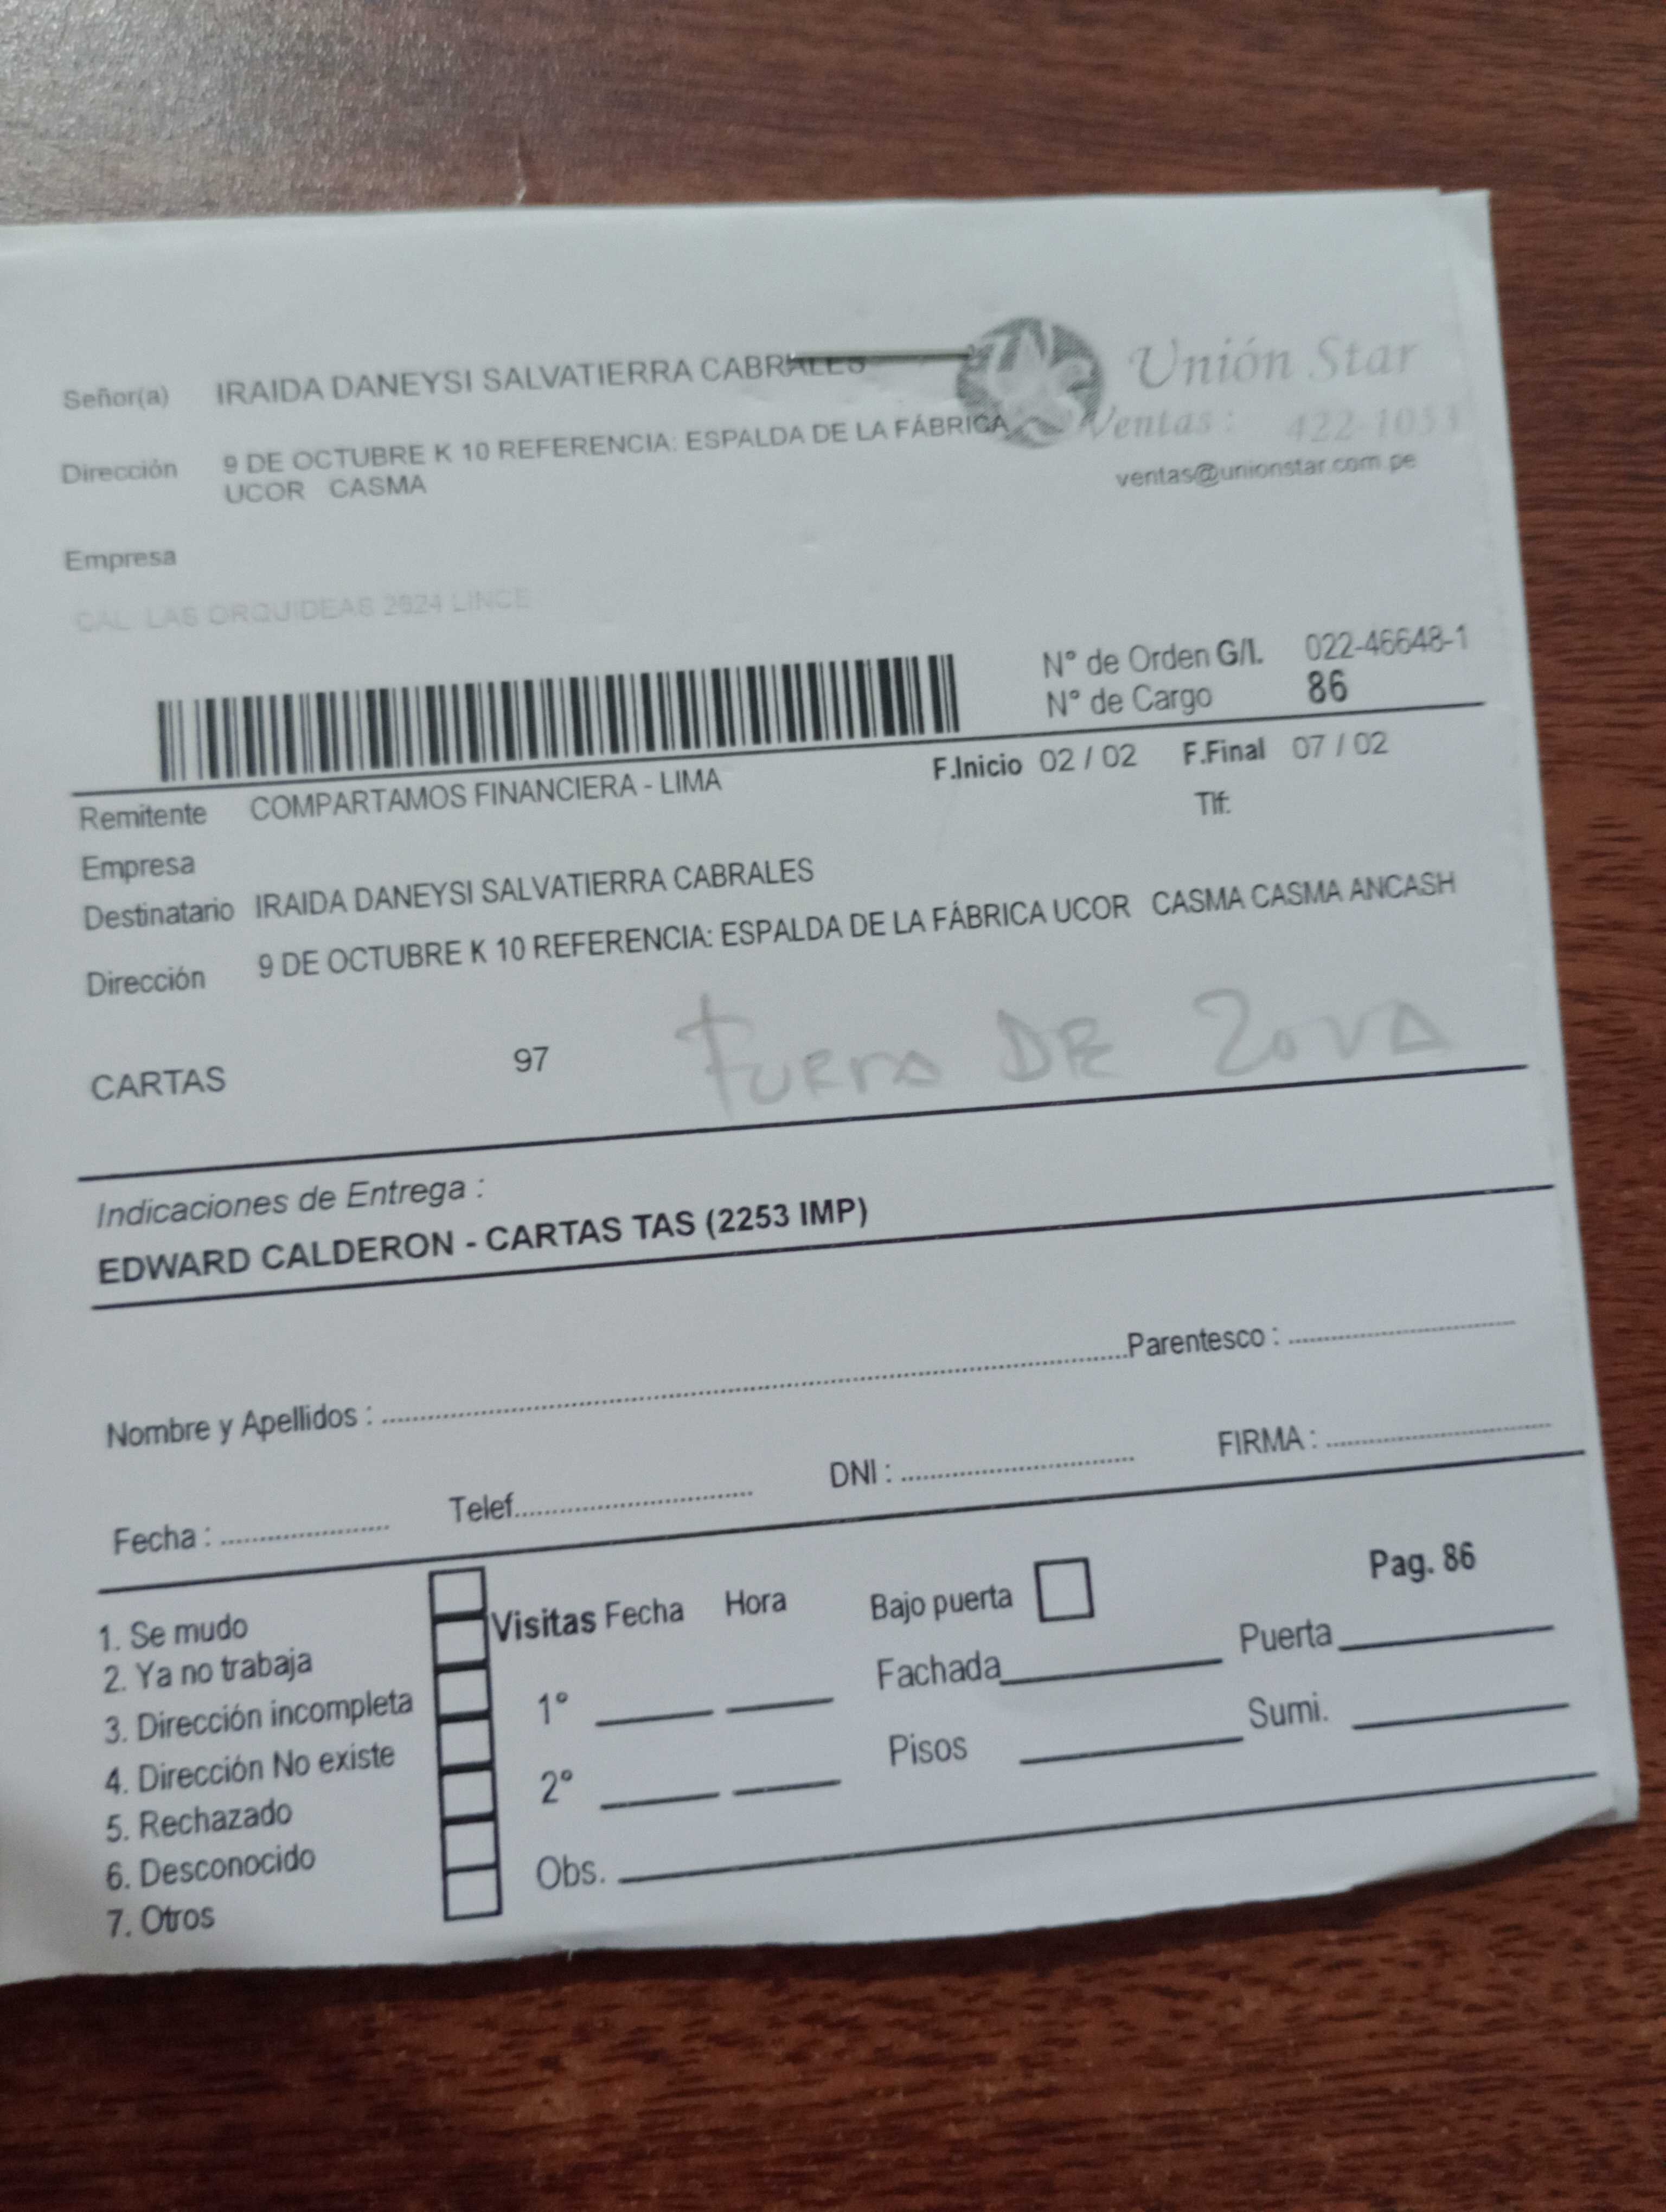 Señor(a) IRAIDA DANEYSI SALVATIERRA CABRALES
Unión Star
Ventas: 422-1053
ventas@unionstar.com.pe
Dirección 9 DE OCTUBRE K 10 REFERENCIA: ESPALDA DE LA FÁBRICA
UCOR CASMA
Empresa
CAL LAS ORQUIDEAS 2624 LINCE
N° de Orden G/I. 022-46648-1
N° de Cargo 86
Remitente COMPARTAMOS FINANCIERA - LIMA F.Inicio 02 / 02 F.Final 07 / 02
Tlf:
Empresa
Destinatario IRAIDA DANEYSI SALVATIERRA CABRALES
Dirección 9 DE OCTUBRE K 10 REFERENCIA: ESPALDA DE LA FÁBRICA UCOR CASMA CASMA ANCASH
CARTAS 97 FUERA DE ZONA
Indicaciones de Entrega :
EDWARD CALDERON - CARTAS TAS (2253 IMP)
Nombre y Apellidos : Parentesco :
Fecha : Telef. DNI : FIRMA :
Pag. 86
1. Se mudo
2. Ya no trabaja
3. Dirección incompleta
4. Dirección No existe
5. Rechazado
6. Desconocido
7. Otros
Visitas Fecha Hora
1°
2°
Obs.
Bajo puerta
Fachada Puerta
Pisos Sumi.